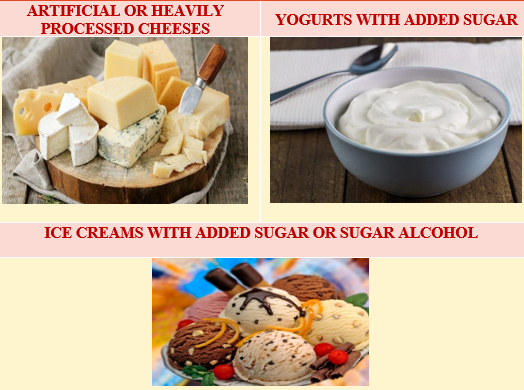 ARTIFICIAL OR HEAVILY
PROCESSED CHEESES
YOGURTS WITH ADDED SUGAR
ICE CREAMS WITH ADDED SUGAR OR SUGAR ALCOHOL